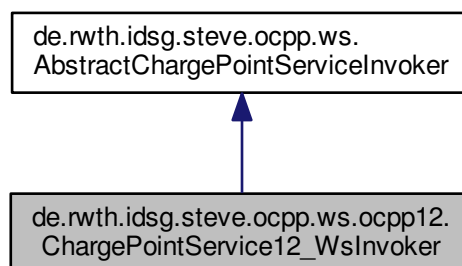 de.rwth.idsg.steve.ocpp.ws.
AbstractChargePointServiceInvoker
de.rwth.idsg.steve.ocpp.ws.ocpp12.
ChargePointService12_WsInvoker